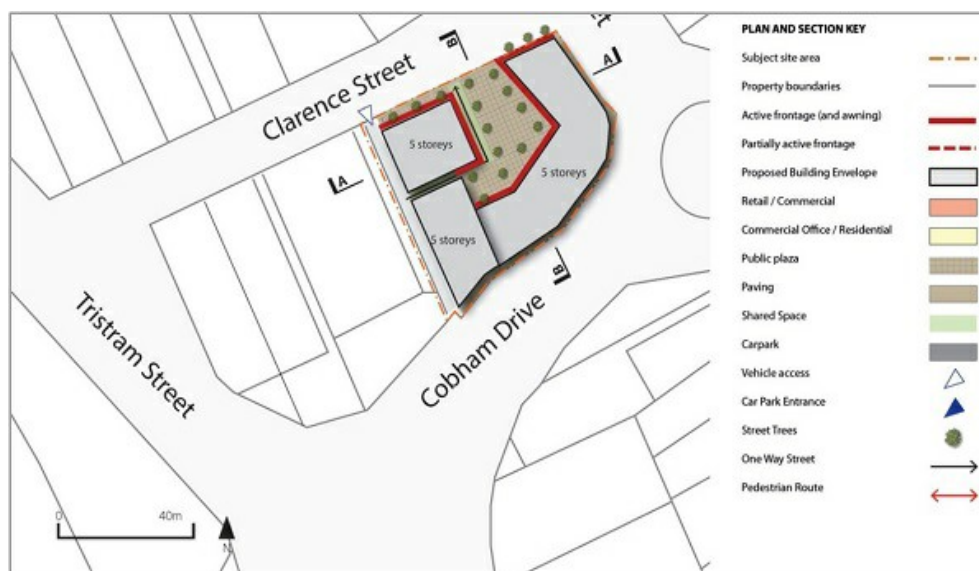 Clarence Street
B
A
A
5 storeys
5 storeys
5 storeys
B
Tristram Street
Cobham Drive
0
40m
N
PLAN AND SECTION KEY
Subject site area
Property boundaries
Active frontage (and awning)
Partially active frontage
Proposed Building Envelope
Retail / Commercial
Commercial Office / Residential
Public plaza
Paving
Shared Space
Carpark
Vehicle access
Car Park Entrance
Street Trees
One Way Street
Pedestrian Route